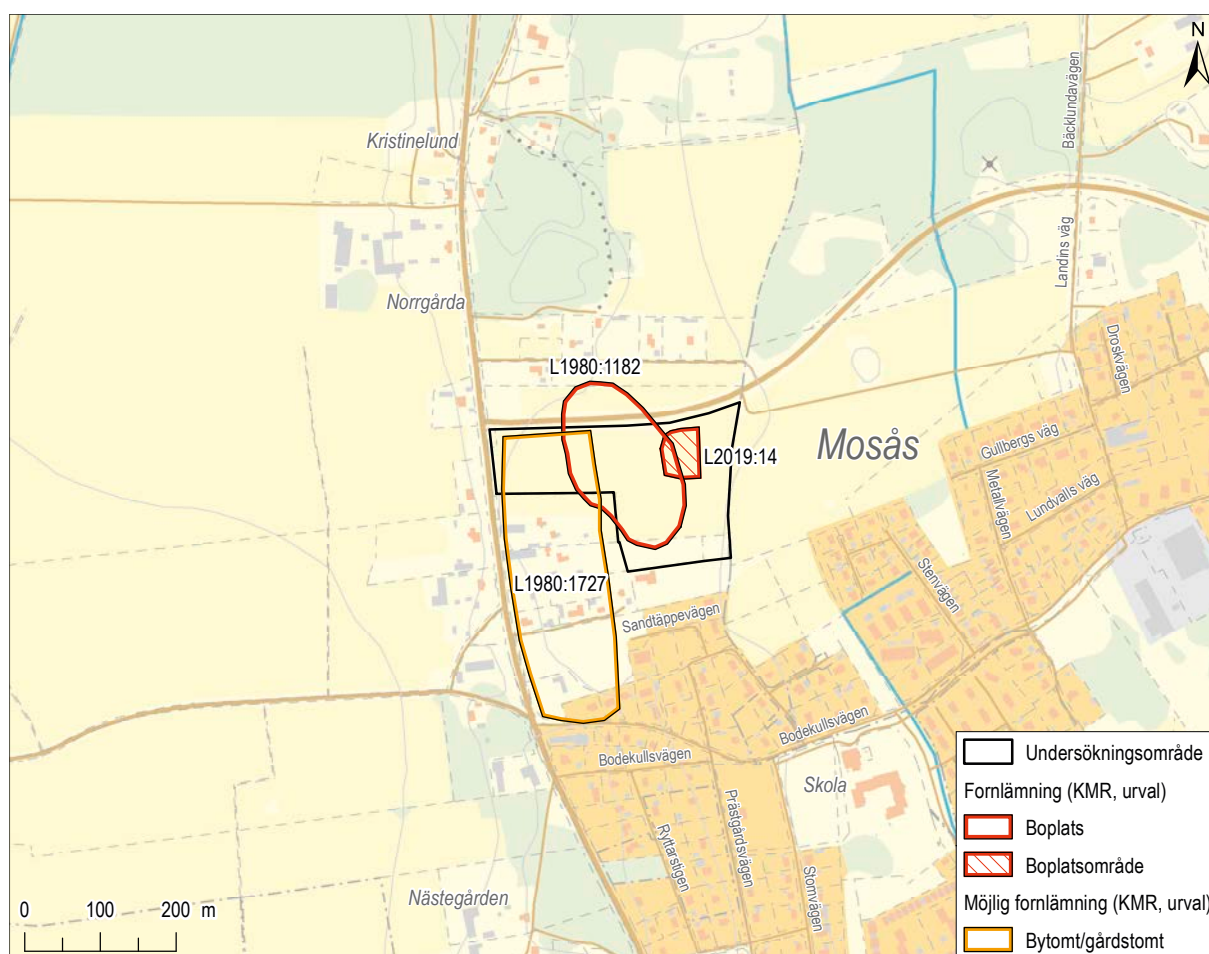 N
Kristinelund
Bäcklundavägen
Landins väg
Norrgårda
Droskvägen
L1980:1182
Mosås
Gullbergs väg
L2019:14
Metallvägen
Lundvalls väg
Stenvägen
L1980:1727
Sandtäppevägen
Bodekullsvägen
Bodekullsvägen
Skola
Prästgårdsvägen
Ryttarstigen
Stomvägen
Nästegården
0 100 200 m
Undersökningsområde
Fornlämning (KMR, urval)
Boplats
Boplatsområde
Möjlig fornlämning (KMR, urval)
Bytomt/gårdstomt